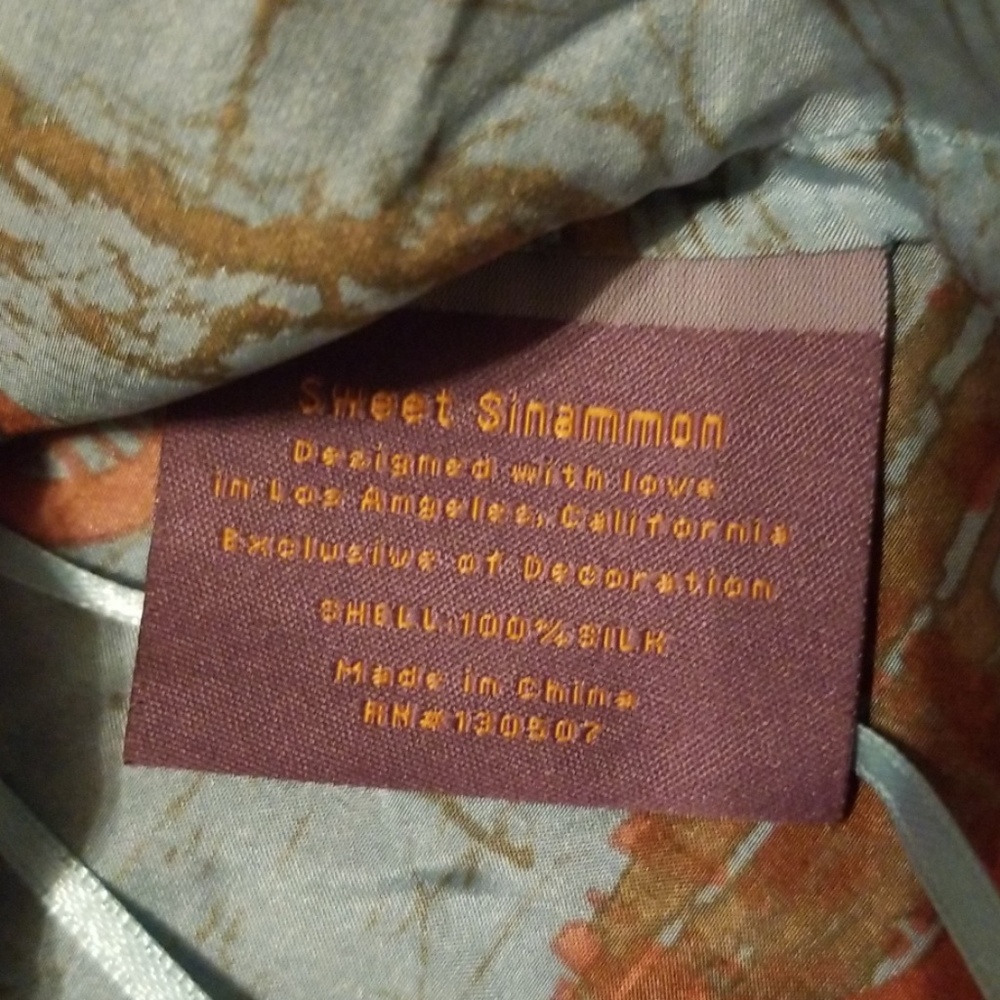 Sweet Sinammon
Designed with love
in Los Angeles, California
Exclusive of Decoration
SHELL:100%SILK
Made in China
RN#130507